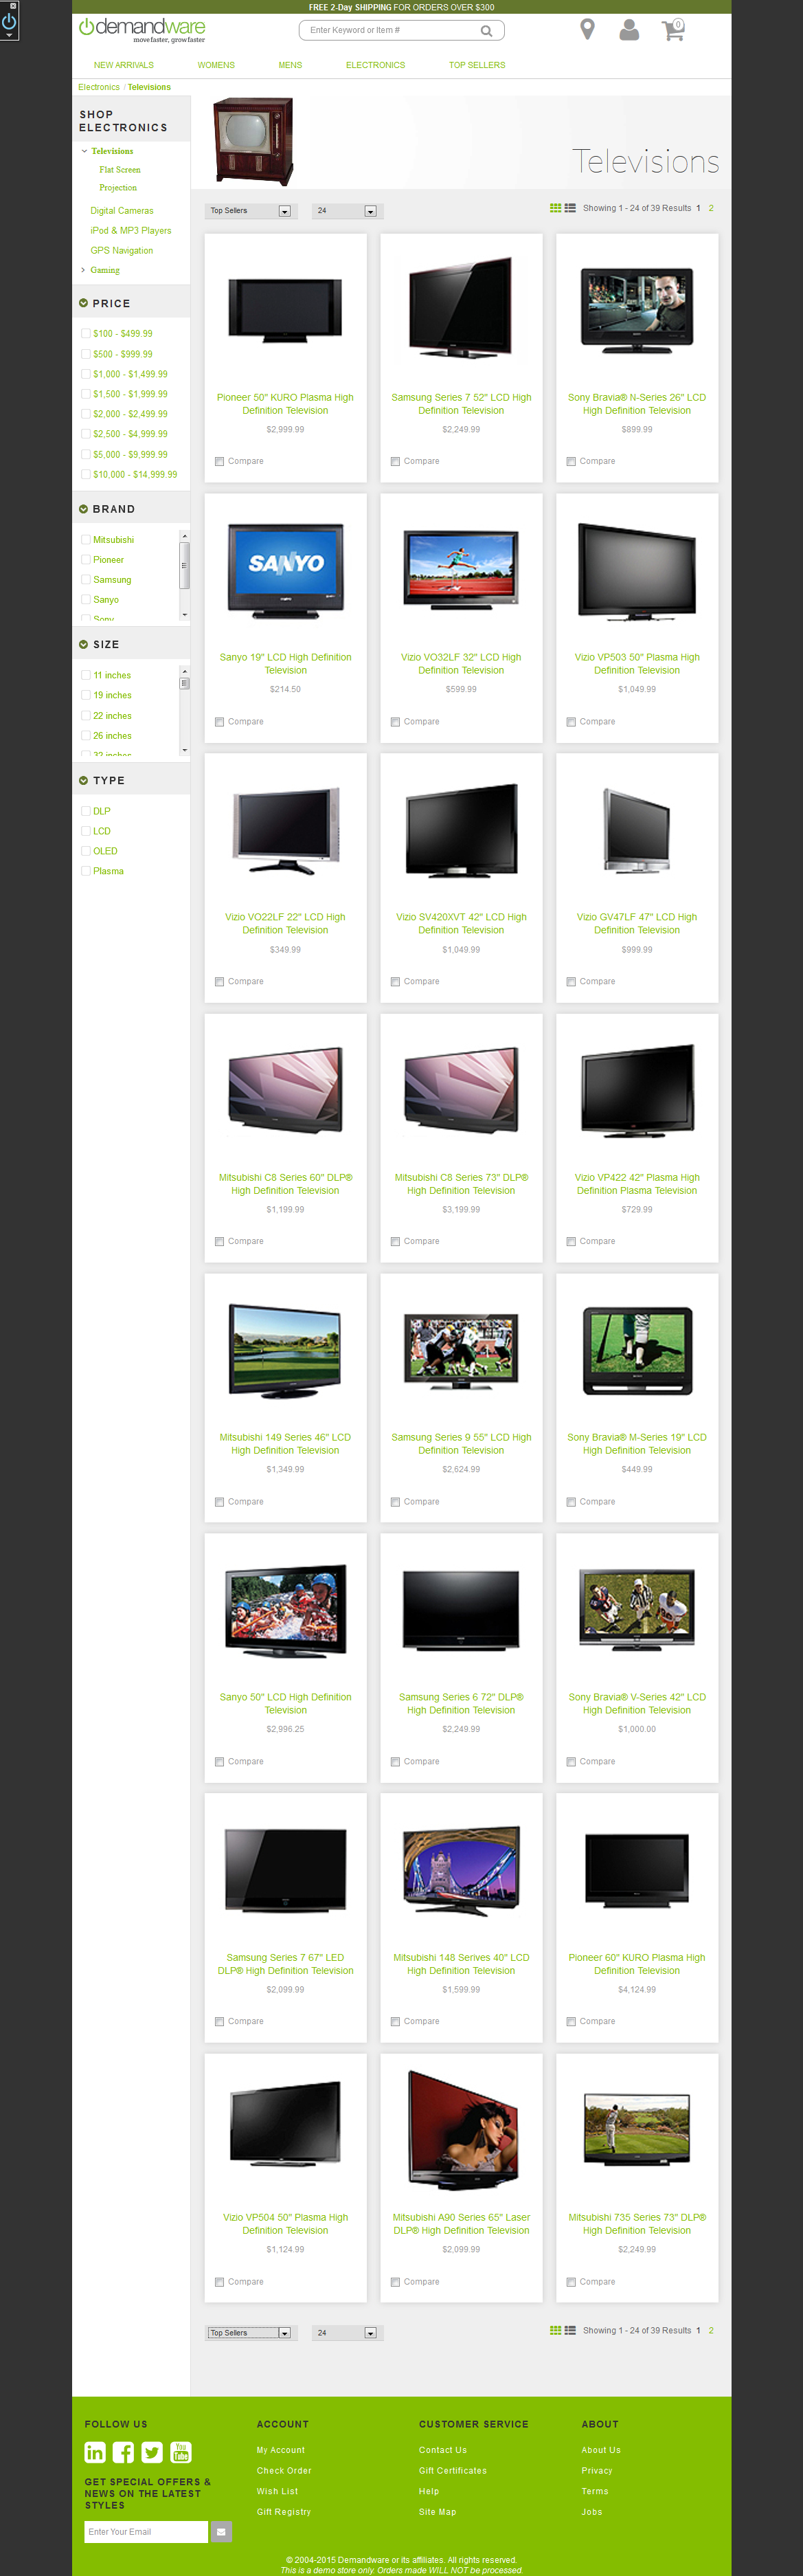 FREE 2-Day SHIPPING FOR ORDERS OVER $300
demandware
move faster, grow faster
Enter Keyword or Item #
0
NEW ARRIVALS WOMENS MENS ELECTRONICS TOP SELLERS
Electronics / Televisions
SHOP
ELECTRONICS
Televisions
Flat Screen
Projection
Digital Cameras
iPod & MP3 Players
GPS Navigation
Gaming
PRICE
$100 - $499.99
$500 - $999.99
$1,000 - $1,499.99
$1,500 - $1,999.99
$2,000 - $2,499.99
$2,500 - $4,999.99
$5,000 - $9,999.99
$10,000 - $14,999.99
BRAND
Mitsubishi
Pioneer
Samsung
Sanyo
Sony
SIZE
11 inches
19 inches
22 inches
26 inches
32 inches
TYPE
DLP
LCD
OLED
Plasma
Televisions
Top Sellers 24 Showing 1 - 24 of 39 Results 1 2
Pioneer 50" KURO Plasma High
Definition Television
$2,999.99
Compare
Samsung Series 7 52" LCD High
Definition Television
$2,249.99
Compare
Sony Bravia® N-Series 26" LCD
High Definition Television
$899.99
Compare
SANYO
Sanyo 19" LCD High Definition
Television
$214.50
Compare
Vizio VO32LF 32" LCD High
Definition Television
$599.99
Compare
Vizio VP503 50" Plasma High
Definition Television
$1,049.99
Compare
Vizio VO22LF 22" LCD High
Definition Television
$349.99
Compare
Vizio SV420XVT 42" LCD High
Definition Television
$1,049.99
Compare
Vizio GV47LF 47" LCD High
Definition Television
$999.99
Compare
Mitsubishi C8 Series 60" DLP®
High Definition Television
$1,199.99
Compare
Mitsubishi C8 Series 73" DLP®
High Definition Television
$3,199.99
Compare
Vizio VP422 42" Plasma High
Definition Plasma Television
$729.99
Compare
Mitsubishi 149 Series 46" LCD
High Definition Television
$1,349.99
Compare
Samsung Series 9 55" LCD High
Definition Television
$2,624.99
Compare
Sony Bravia® M-Series 19" LCD
High Definition Television
$449.99
Compare
Sanyo 50" LCD High Definition
Television
$2,996.25
Compare
Samsung Series 6 72" DLP®
High Definition Television
$2,249.99
Compare
Sony Bravia® V-Series 42" LCD
High Definition Television
$1,000.00
Compare
Samsung Series 7 67" LED
DLP® High Definition Television
$2,099.99
Compare
Mitsubishi 148 Serives 40" LCD
High Definition Television
$1,599.99
Compare
Pioneer 60" KURO Plasma High
Definition Television
$4,124.99
Compare
Vizio VP504 50" Plasma High
Definition Television
$1,124.99
Compare
Mitsubishi A90 Series 65" Laser
DLP® High Definition Television
$2,099.99
Compare
Mitsubishi 735 Series 73" DLP®
High Definition Television
$2,249.99
Compare
Top Sellers 24 Showing 1 - 24 of 39 Results 1 2
FOLLOW US
You Tube
GET SPECIAL OFFERS &
NEWS ON THE LATEST
STYLES
Enter Your Email
ACCOUNT
My Account
Check Order
Wish List
Gift Registry
CUSTOMER SERVICE
Contact Us
Gift Certificates
Help
Site Map
ABOUT
About Us
Privacy
Terms
Jobs
© 2004-2015 Demandware or its affiliates. All rights reserved.
This is a demo store only. Orders made WILL NOT be processed.